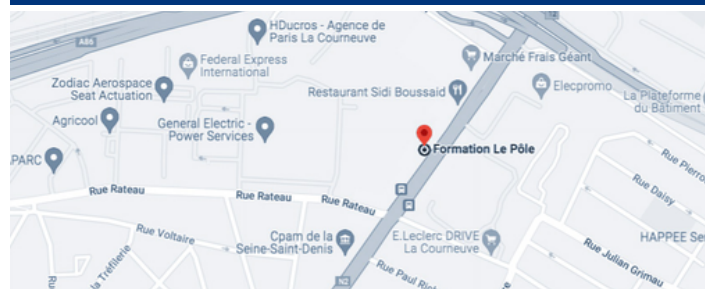 HDucros - Agence de
Paris La Courneuve
A86
Federal Express
International
Marché Frais Géant
Zodiac Aerospace
Seat Actuation
Restaurant Sidi Boussaid
Elecpromo
La Plateforme
du Bâtiment
Agricool
General Electric -
Power Services
Formation Le Pôle
PARC
Rue Pierre
Rue Rateau
Rue Rateau
Rue Rateau
Rue Daisy
Rue Voltaire
Cpam de la
Seine-Saint-Denis
E.Leclerc DRIVE
La Courneuve
HAPPEE Se
Rue Julian Grimau
Tréfilerie
Rue Paul
N2